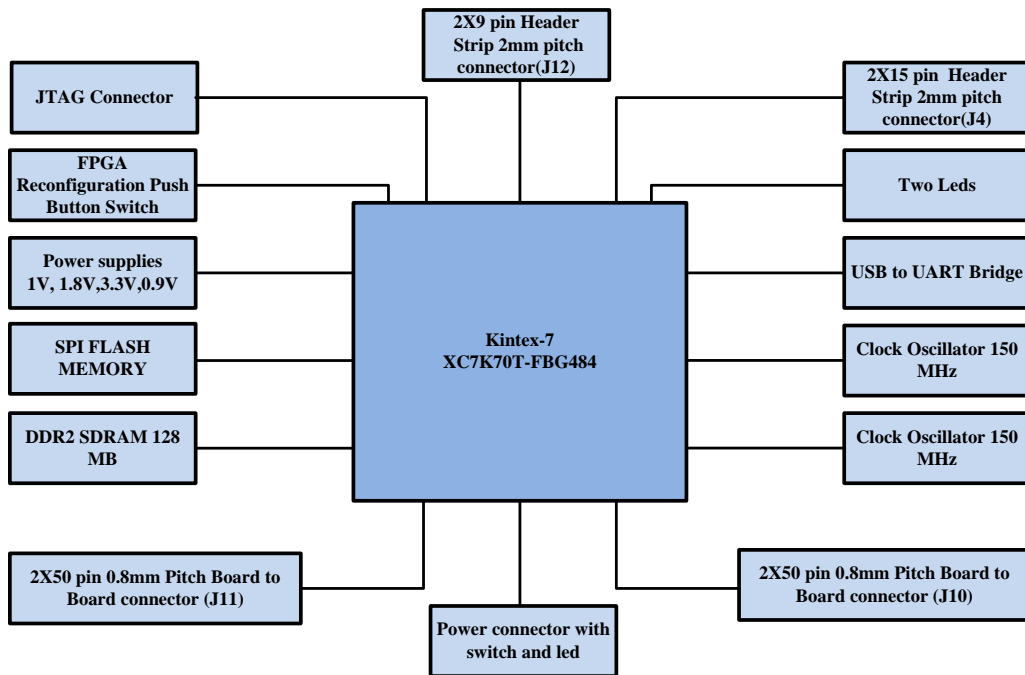 2X9 pin Header
Strip 2mm pitch
connector(J12)
JTAG Connector
2X15 pin Header
Strip 2mm pitch
connector(J4)
FPGA
Reconfiguration Push
Button Switch
Two Leds
Power supplies
1V, 1.8V,3.3V,0.9V
USB to UART Bridge
Kintex-7
XC7K70T-FBG484
SPI FLASH
MEMORY
Clock Oscillator 150
MHz
DDR2 SDRAM 128
MB
Clock Oscillator 150
MHz
2X50 pin 0.8mm Pitch Board to
Board connector (J11)
2X50 pin 0.8mm Pitch Board to
Board connector (J10)
Power connector with
switch and led